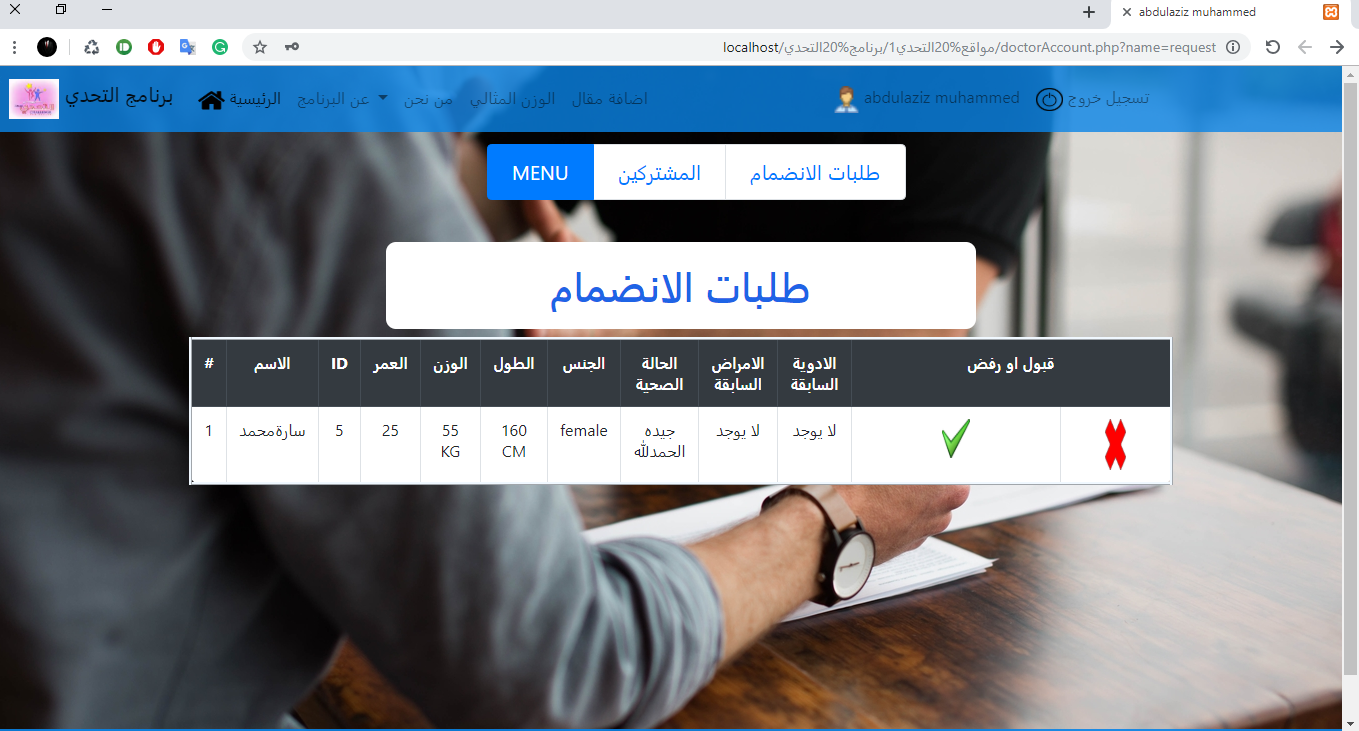 abdulaziz muhammed
localhost/مواقع%20التحدي1/برنامج%20التحدي/doctorAccount.php?name=request
برنامج التحدي
الرئيسية
عن البرنامج
من نحن
الوزن المثالي
اضافة مقال
abdulaziz muhammed
تسجيل خروج
MENU
المشتركين
طلبات الانضمام
طلبات الانضمام
# الاسم ID العمر الوزن الطول الجنس الحالة الصحية الامراض السابقة الادوية السابقة قبول او رفض
1 سارةمحمد 5 25 55 KG 160 CM female جيده الحمدلله لا يوجد لا يوجد